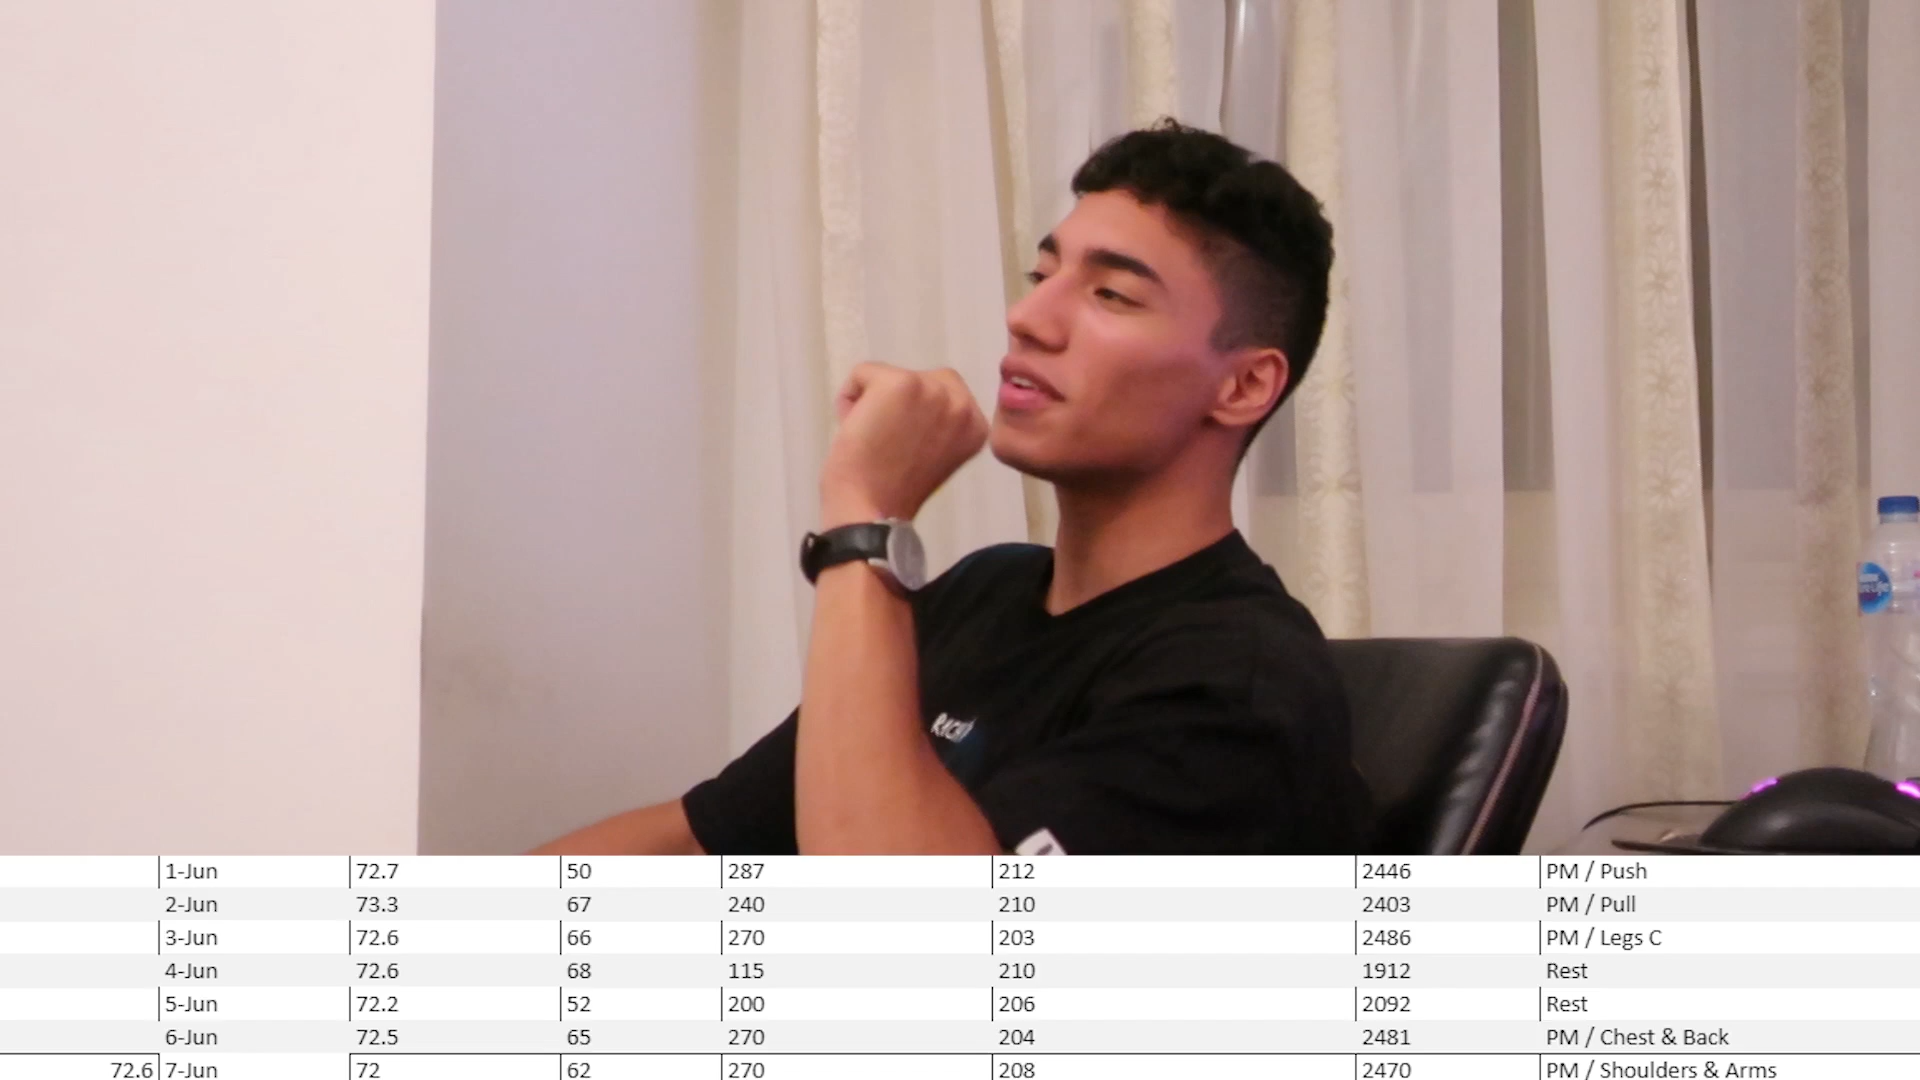 1-Jun 72.7 50 287 212 2446 PM / Push
2-Jun 73.3 67 240 210 2403 PM / Pull
3-Jun 72.6 66 270 203 2486 PM / Legs C
4-Jun 72.6 68 115 210 1912 Rest
5-Jun 72.2 52 200 206 2092 Rest
6-Jun 72.5 65 270 204 2481 PM / Chest & Back
72.6 7-Jun 72 62 270 208 2470 PM / Shoulders & Arms